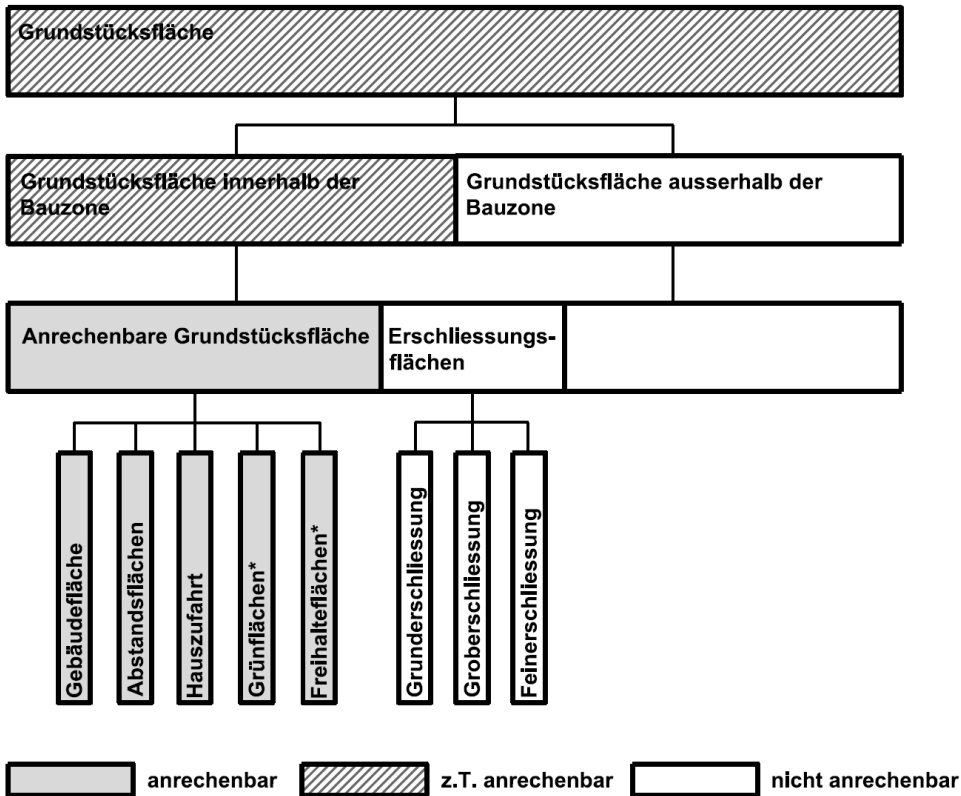 Grundstücksfläche
Grundstücksfläche innerhalb der
Bauzone
Grundstücksfläche ausserhalb der
Bauzone
Anrechenbare Grundstücksfläche
Erschliessungs-
flächen
Gebäudefläche
Abstandsflächen
Hauszufahrt
Grünflächen*
Freihalteflächen*
Grunderschliessung
Groberschliessung
Feinerschliessung
anrechenbar
z.T. anrechenbar
nicht anrechenbar